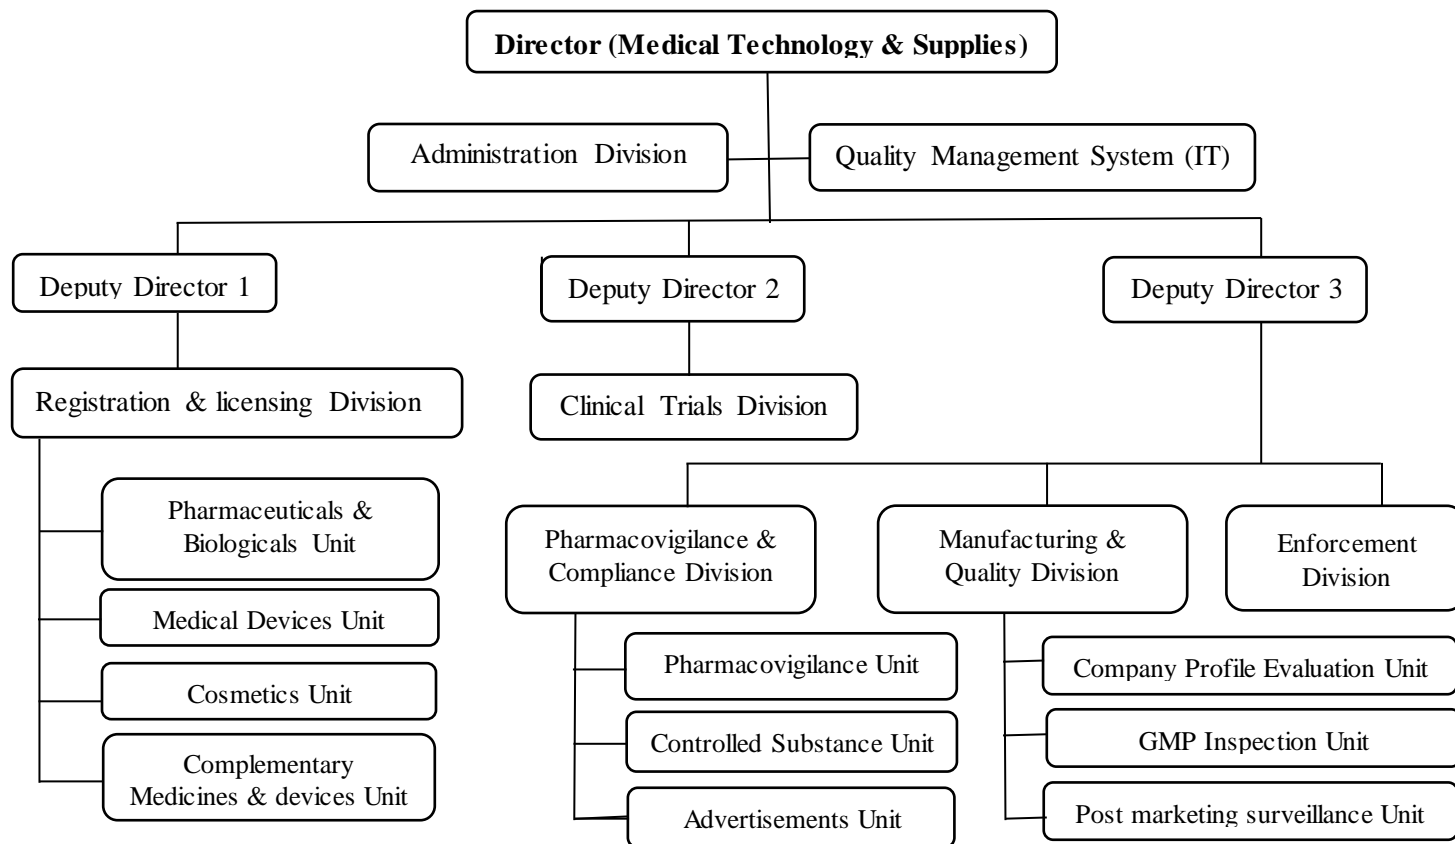 Director (Medical Technology & Supplies)
Administration Division
Quality Management System (IT)
Deputy Director 1
Deputy Director 2
Deputy Director 3
Registration & licensing Division
Clinical Trials Division
Pharmaceuticals &
Biologicals Unit
Medical Devices Unit
Cosmetics Unit
Complementary
Medicines & devices Unit
Pharmacovigilance &
Compliance Division
Manufacturing &
Quality Division
Enforcement
Division
Pharmacovigilance Unit
Controlled Substance Unit
Advertisements Unit
Company Profile Evaluation Unit
GMP Inspection Unit
Post marketing surveillance Unit